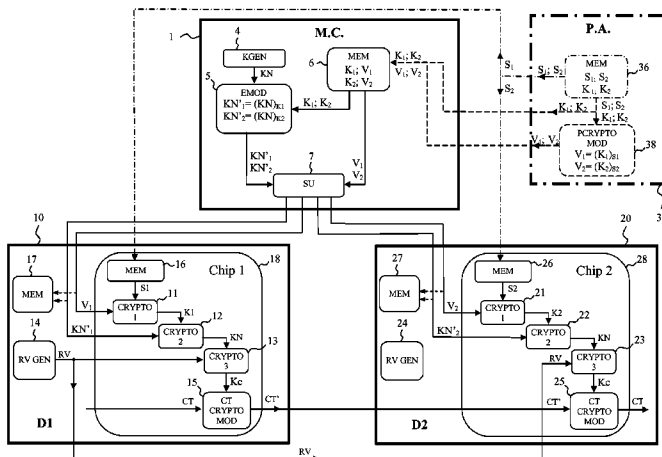 M.C.
1
4
KGEN
KN
5
EMOD
KN'₁= (KN)K1
KN'₂= (KN)K2
6
MEM
K₁; V₁
K₂; V₂
K₁; K₂
K₁; K₂
V₁; V₂
KN'₁
KN'₂
V₁
V₂
7
SU
S₁
S₂
P.A.
MEM
S₁; S₂
K₁, K₂
36
S₁; S₂
S₁; S₂
K₁; K₂
K₁; K₂
PCRYPTO
MOD
V₁= (K₁)S1
V₂= (K₂)S2
38
V₁; V₂
3
10
17
MEM
14
RV GEN
RV
V₁
KN'₁
Chip 1
18
MEM
16
S1
CRYPTO
1
11
K1
CRYPTO
2
12
KN
CRYPTO
3
13
Kc
15
CT
CRYPTO
MOD
CT
CT'
D1
RV
20
27
MEM
24
RV GEN
V₂
KN'₂
Chip 2
28
MEM
26
S2
CRYPTO
1
21
K2
CRYPTO
2
22
KN
RV
CRYPTO
3
23
Kc
25
CT
CRYPTO
MOD
CT'
CT
D2